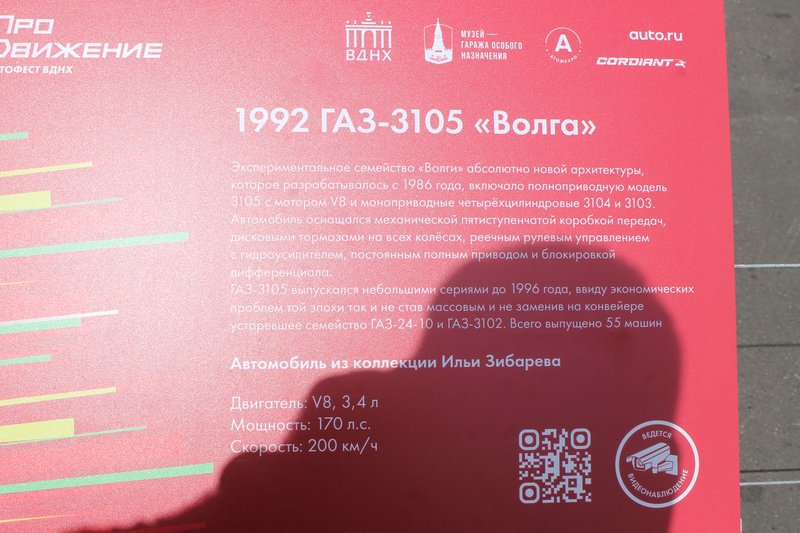 ПРО
ДВИЖЕНИЕ
ТОФЕСТ ВДНХ
ВДНХ
МУЗЕЙ –
ГАРАЖА ОСОБОГО
НАЗНАЧЕНИЯ
А
auto.ru
CORDIANT
1992 ГАЗ-3105 «Волга»
Экспериментальное семейство «Волги» абсолютно новой архитектуры,
которое разрабатывалось с 1986 года, включало полноприводную модель
3105 с мотором V8 и моноприводные четырёхцилиндровые 3104 и 3103.
Автомобиль оснащался механической пятиступенчатой коробкой передач,
дисковыми тормозами на всех колёсах, реечным рулевым управлением
с гидроусилителем, постоянным полным приводом и блокировкой
дифференциола.
ГАЗ-3105 выпускался небольшими сериями до 1996 года, ввиду экономических
проблем той эпохи так и не став массовым и не заменив на конвейере
устаревшее семейство ГАЗ-24-10 и ГАЗ-3102. Всего выпущено 55 машин
Автомобиль из коллекции Ильи Зибарева
Двигатель: V8, 3,4 л
Мощность: 170 л.с.
Скорость: 200 км/ч
ВЕДЕТСЯ
ВИДЕОНАБЛЮДЕНИЕ